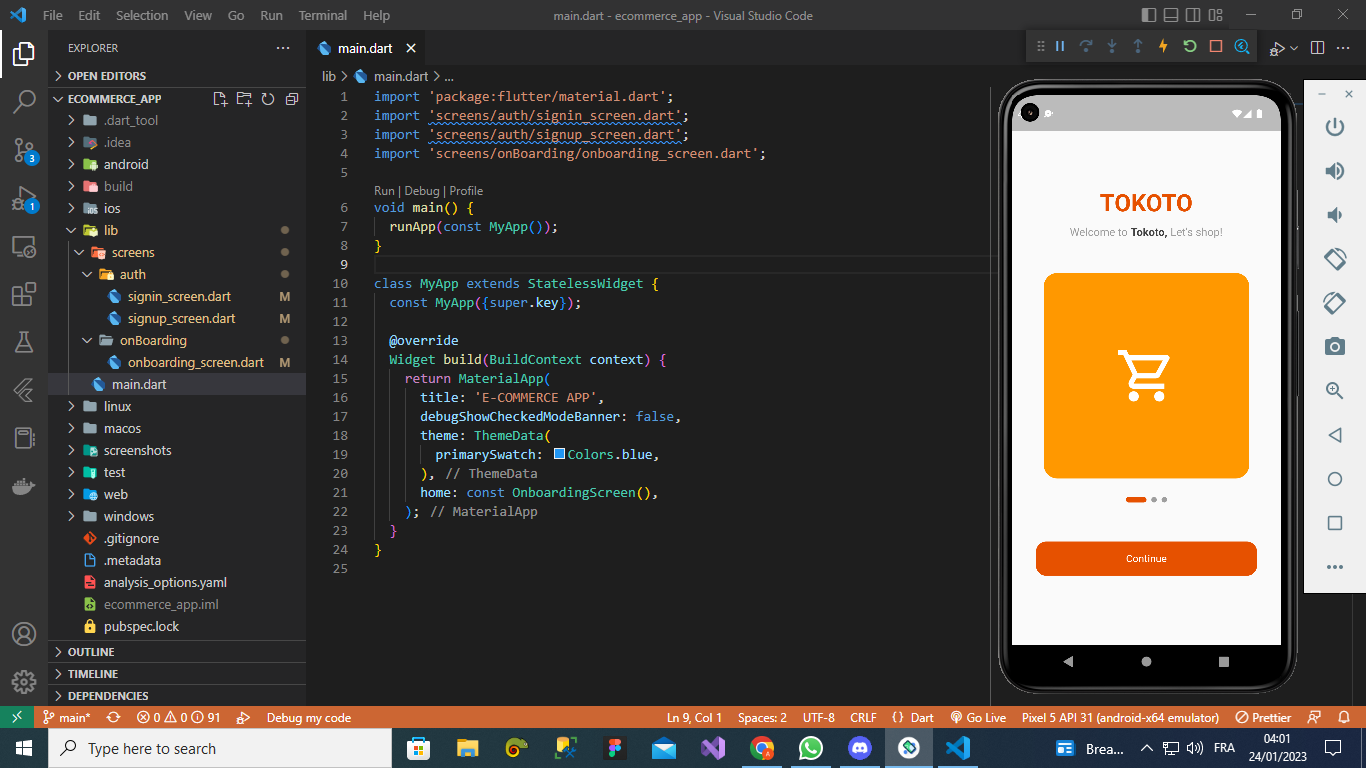 File Edit Selection View Go Run Terminal Help
main.dart - ecommerce_app - Visual Studio Code
EXPLORER
main.dart
OPEN EDITORS
ECOMMERCE_APP
.dart_tool
.idea
android
build
ios
lib
screens
auth
signin_screen.dart M
signup_screen.dart M
onBoarding
onboarding_screen.dart M
main.dart
linux
macos
screenshots
test
web
windows
.gitignore
.metadata
analysis_options.yaml
ecommerce_app.iml
pubspec.lock
OUTLINE
TIMELINE
DEPENDENCIES
3
1
lib > main.dart > ...
1 import 'package:flutter/material.dart';
2 import 'screens/auth/signin_screen.dart';
3 import 'screens/auth/signup_screen.dart';
4 import 'screens/onBoarding/onboarding_screen.dart';
5
Run | Debug | Profile
6 void main() {
7 runApp(const MyApp());
8 }
9
10 class MyApp extends StatelessWidget {
11 const MyApp({super.key});
12
13 @override
14 Widget build(BuildContext context) {
15 return MaterialApp(
16 title: 'E-COMMERCE APP',
17 debugShowCheckedModeBanner: false,
18 theme: ThemeData(
19 primarySwatch: Colors.blue,
20 ), // ThemeData
21 home: const OnboardingScreen(),
22 ); // MaterialApp
23 }
24 }
25
TOKOTO
Welcome to Tokoto, Let's shop!
Continue
main* 0 0 91 Debug my code
Ln 9, Col 1 Spaces: 2 UTF-8 CRLF { } Dart Go Live Pixel 5 API 31 (android-x64 emulator) Prettier
Type here to search
Brea... FRA
04:01
24/01/2023